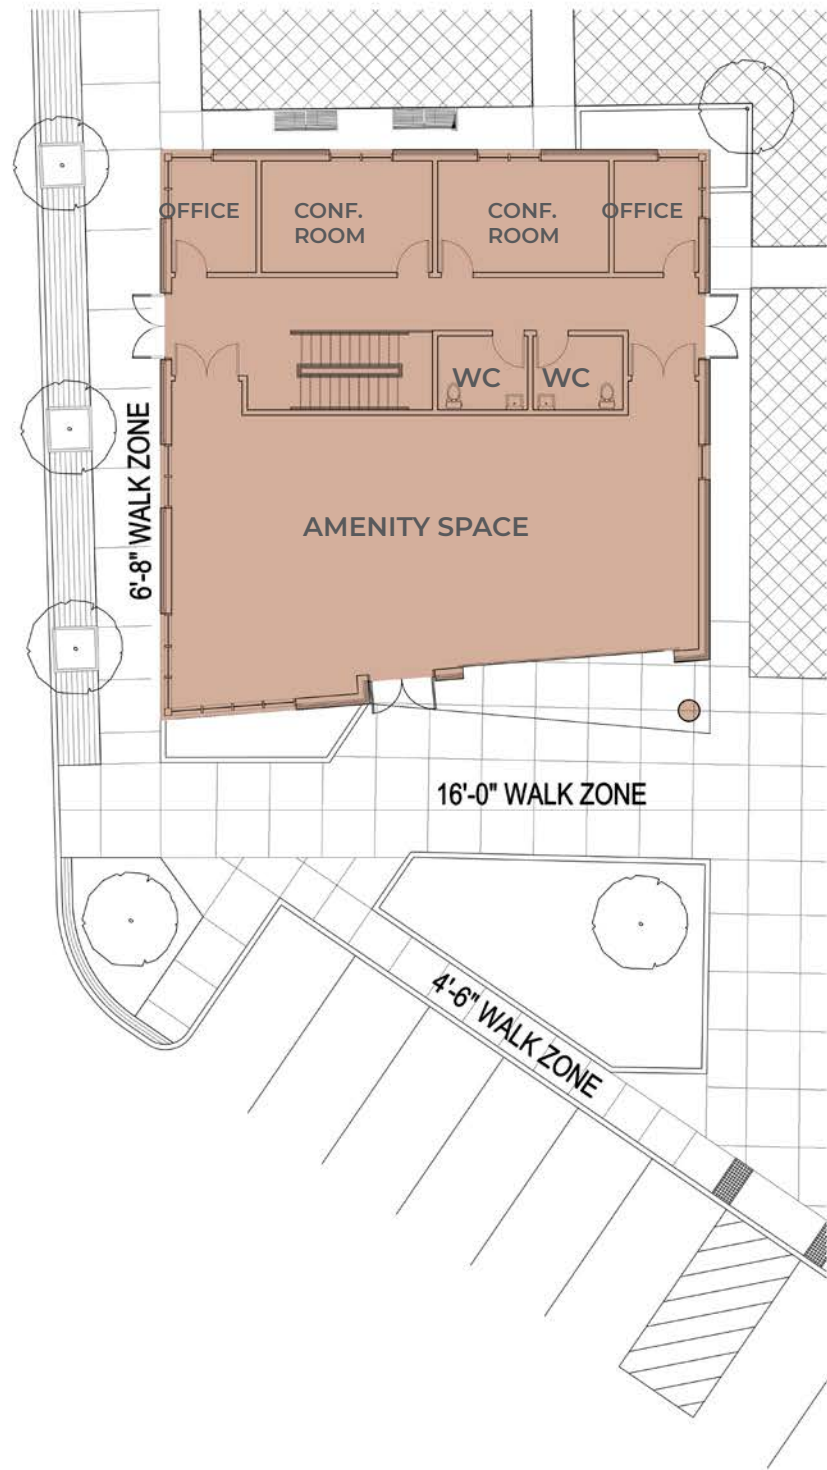 OFFICE
CONF.
ROOM
CONF.
ROOM
OFFICE
WC
WC
6'-8" WALK ZONE
AMENITY SPACE
16'-0" WALK ZONE
4'-6" WALK ZONE